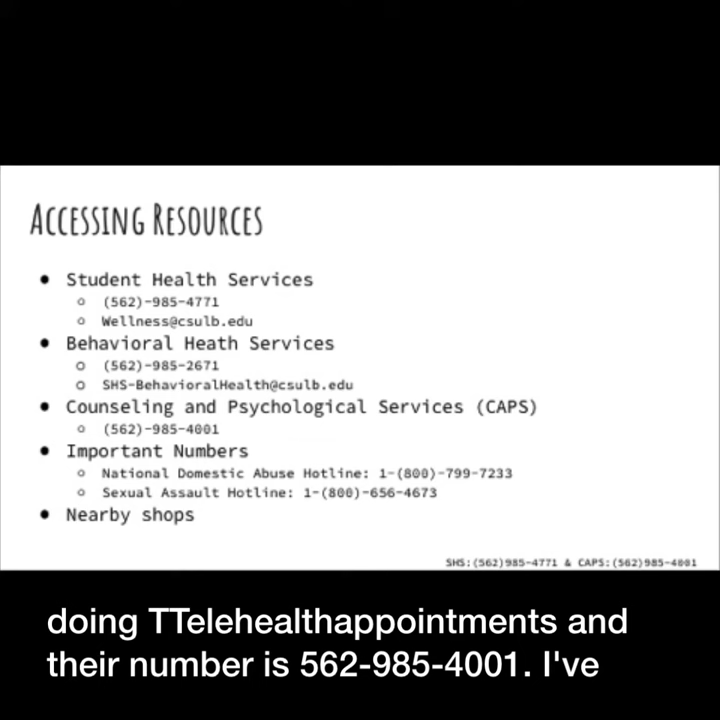 Accessing Resources
Student Health Services
(562)-985-4771
Wellness@csulb.edu
Behavioral Heath Services
(562)-985-2671
SHS-BehavioralHealth@csulb.edu
Counseling and Psychological Services (CAPS)
(562)-985-4001
Important Numbers
National Domestic Abuse Hotline: 1-(800)-799-7233
Sexual Assault Hotline: 1-(800)-656-4673
Nearby shops
SHS:(562)985-4771 & CAPS:(562)985-4001
doing TTelehealthappointments and
their number is 562-985-4001. I've